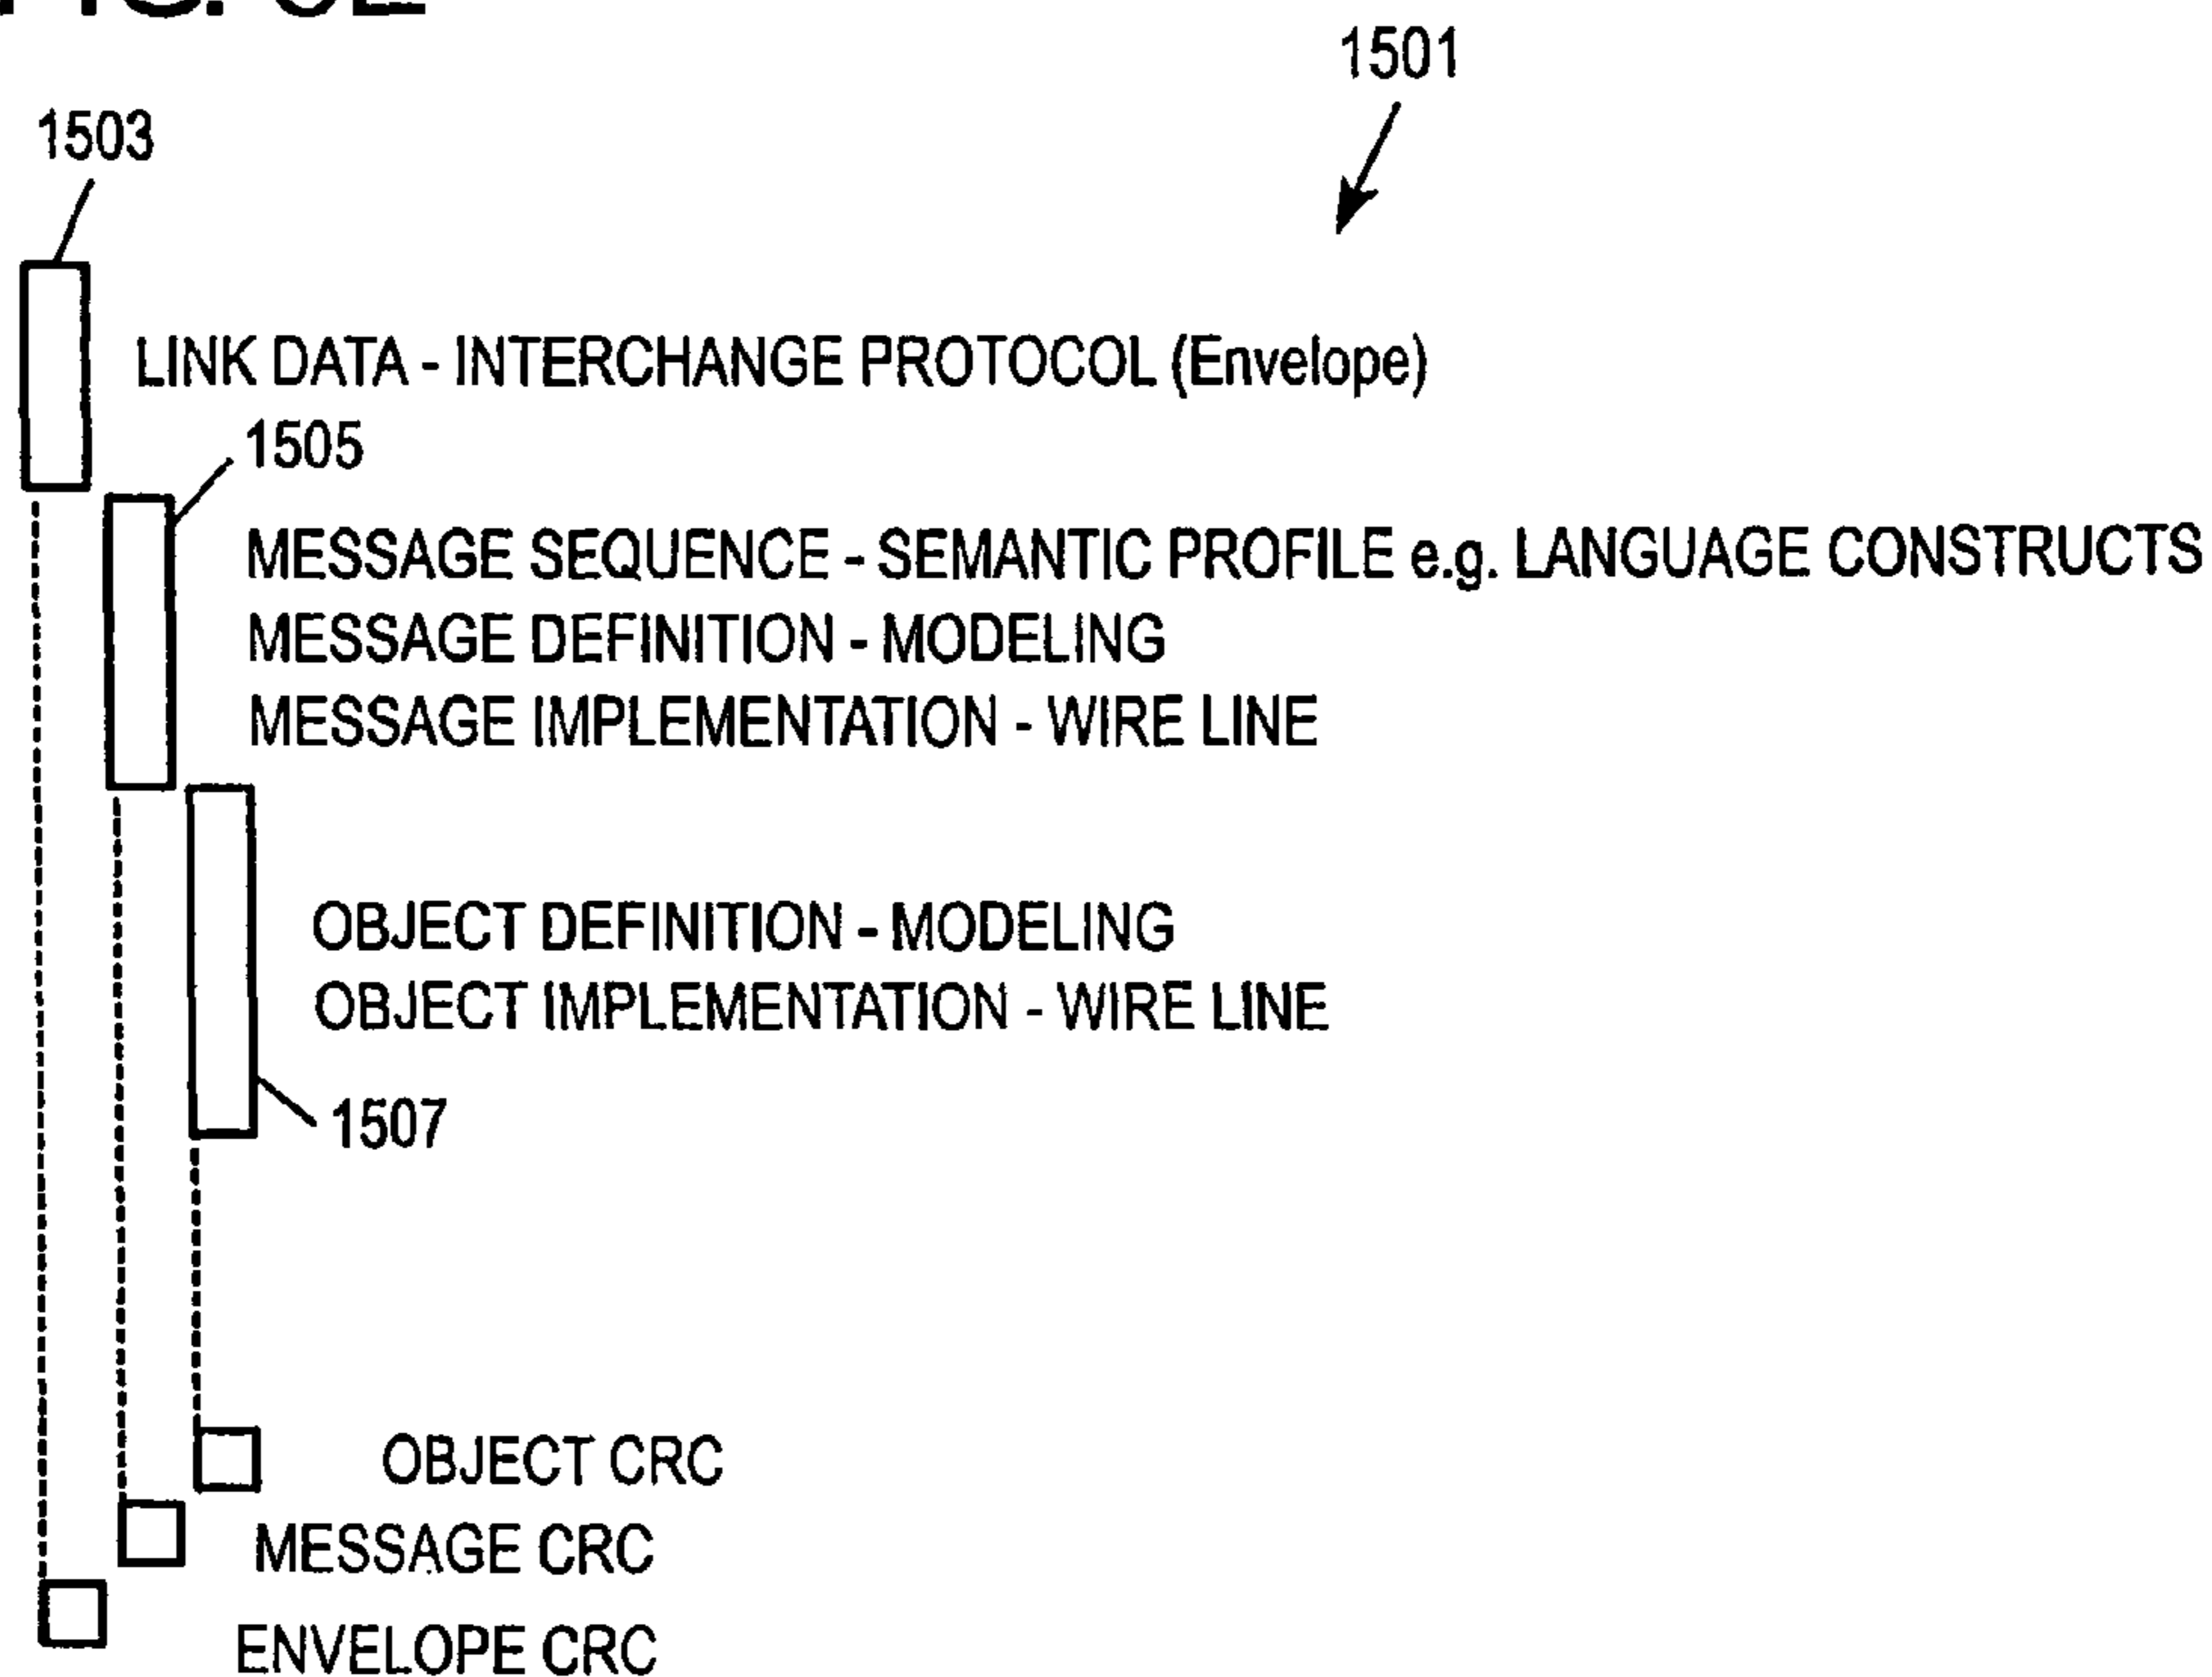 1501
1503
LINK DATA - INTERCHANGE PROTOCOL (Envelope)
1505
MESSAGE SEQUENCE - SEMANTIC PROFILE e.g. LANGUAGE CONSTRUCTS
MESSAGE DEFINITION - MODELING
MESSAGE IMPLEMENTATION - WIRE LINE
OBJECT DEFINITION - MODELING
OBJECT IMPLEMENTATION - WIRE LINE
1507
OBJECT CRC
MESSAGE CRC
ENVELOPE CRC